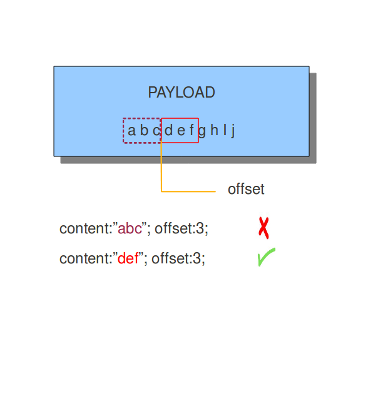 PAYLOAD
a b c d e f g h I j
offset
content:"abc"; offset:3;
content:”def”; offset:3;